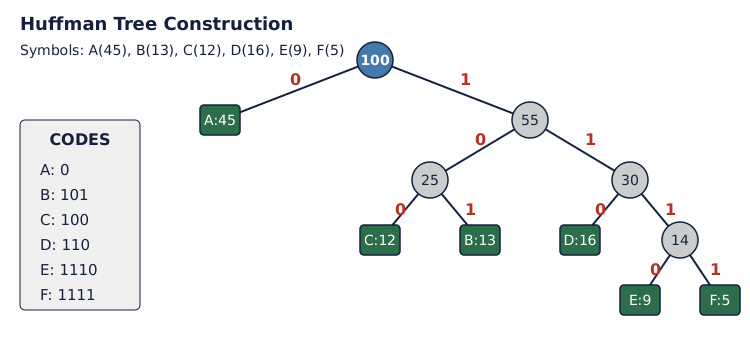 Huffman Tree Construction
Symbols: A(45), B(13), C(12), D(16), E(9), F(5)
100
0
1
A:45
55
CODES
0
1
A: 0
25
30
B: 101
0
1
0
1
C: 100
C:12
B:13
D:16
14
D: 110
0
1
E: 1110
E:9
F:5
F: 1111